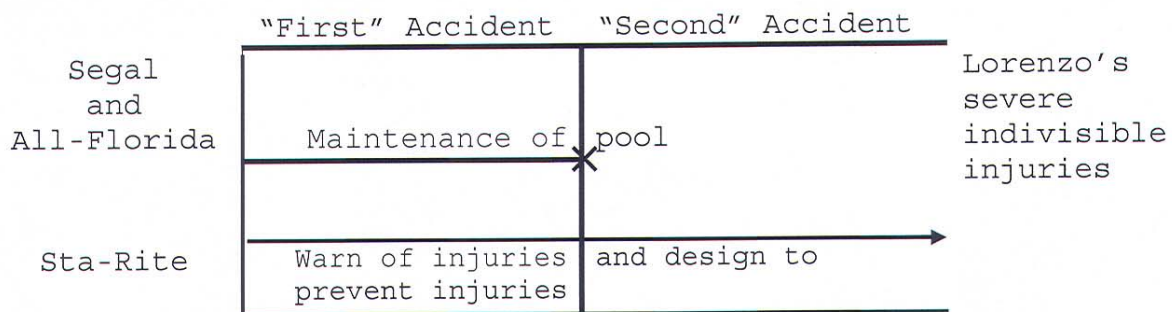 “First” Accident “Second” Accident
Segal
and
All-Florida
Maintenance of pool
Lorenzo’s
severe
indivisible
injuries
Sta-Rite
Warn of injuries and design to
prevent injuries